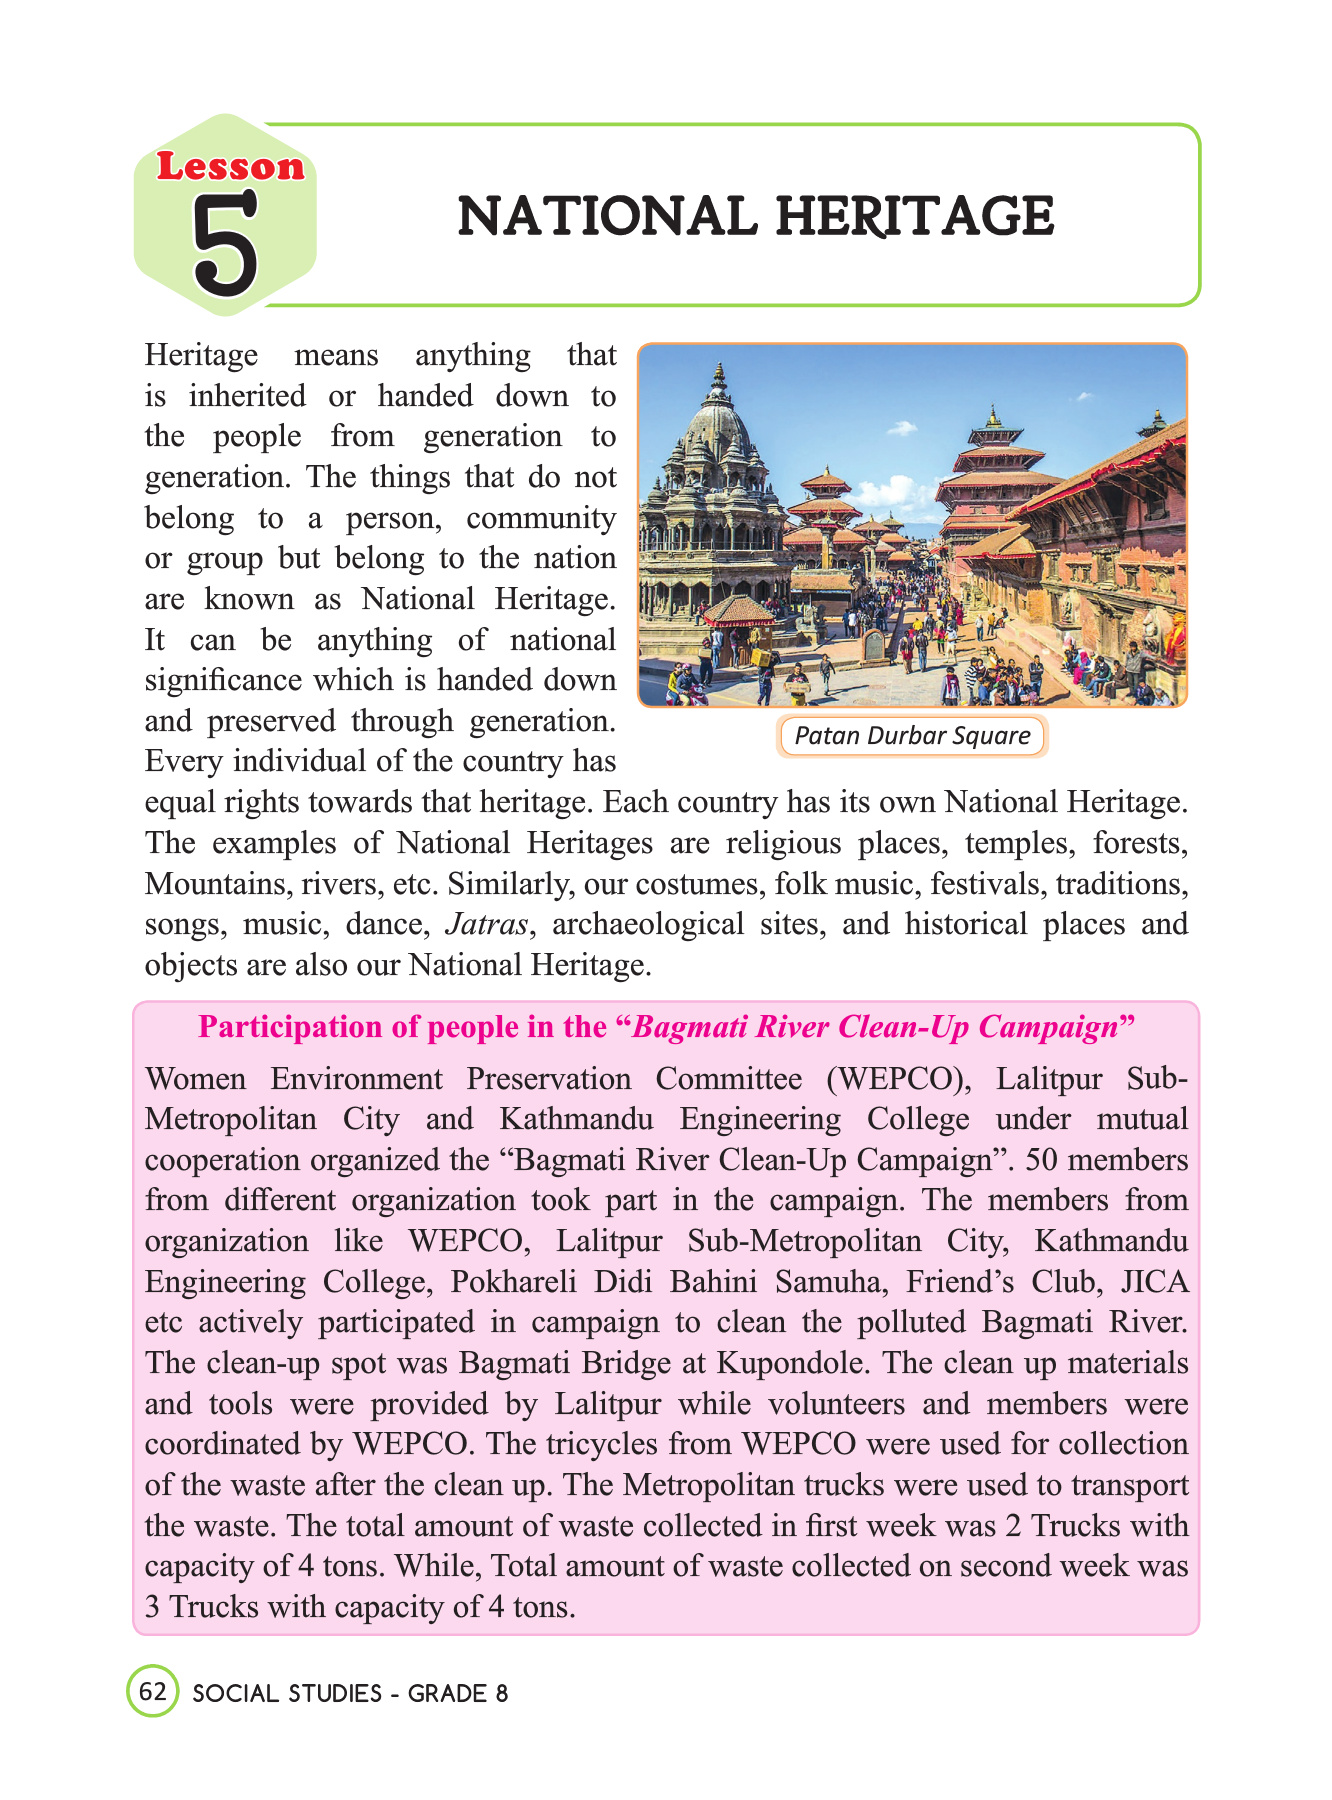 Lesson
5
NATIONAL HERITAGE
Heritage means anything that
is inherited or handed down to
the people from generation to
generation. The things that do not
belong to a person, community
or group but belong to the nation
are known as National Heritage.
It can be anything of national
significance which is handed down
and preserved through generation.
Every individual of the country has
Patan Durbar Square
equal rights towards that heritage. Each country has its own National Heritage.
The examples of National Heritages are religious places, temples, forests,
Mountains, rivers, etc. Similarly, our costumes, folk music, festivals, traditions,
songs, music, dance, Jatras, archaeological sites, and historical places and
objects are also our National Heritage.
Participation of people in the “Bagmati River Clean-Up Campaign”
Women Environment Preservation Committee (WEPCO), Lalitpur Sub-
Metropolitan City and Kathmandu Engineering College under mutual
cooperation organized the “Bagmati River Clean-Up Campaign”. 50 members
from different organization took part in the campaign. The members from
organization like WEPCO, Lalitpur Sub-Metropolitan City, Kathmandu
Engineering College, Pokhareli Didi Bahini Samuha, Friend’s Club, JICA
etc actively participated in campaign to clean the polluted Bagmati River.
The clean-up spot was Bagmati Bridge at Kupondole. The clean up materials
and tools were provided by Lalitpur while volunteers and members were
coordinated by WEPCO. The tricycles from WEPCO were used for collection
of the waste after the clean up. The Metropolitan trucks were used to transport
the waste. The total amount of waste collected in first week was 2 Trucks with
capacity of 4 tons. While, Total amount of waste collected on second week was
3 Trucks with capacity of 4 tons.
62 SOCIAL STUDIES - GRADE 8